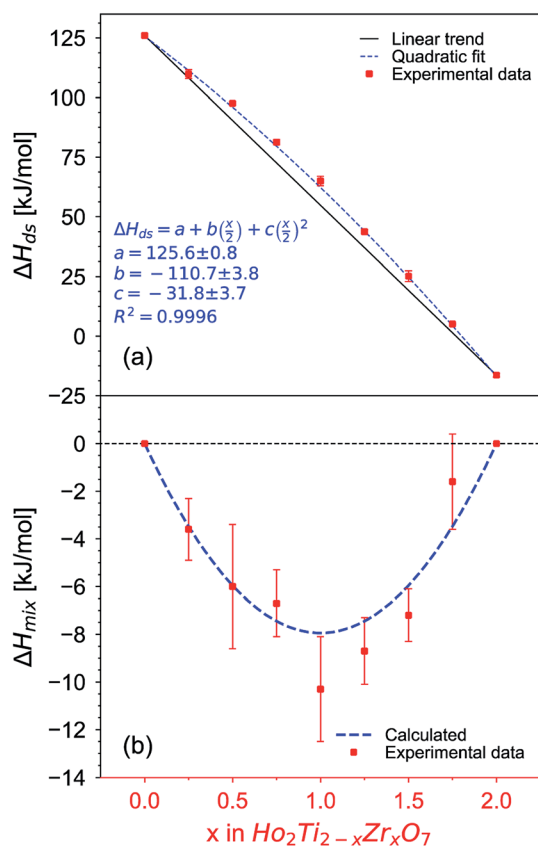 125
100
75
50
25
0
−25
ΔH_ds [kJ/mol]
Linear trend
Quadratic fit
Experimental data
ΔH_ds = a + b(x/2) + c(x/2)²
a = 125.6±0.8
b = −110.7±3.8
c = −31.8±3.7
R² = 0.9996
(a)
0
−2
−4
−6
−8
−10
−12
−14
ΔH_mix [kJ/mol]
(b)
Calculated
Experimental data
0.0 0.5 1.0 1.5 2.0
x in Ho₂Ti₂₋ₓZrₓO₇